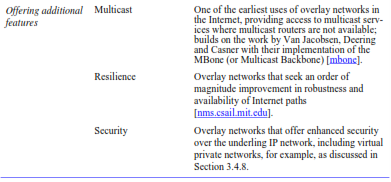 Offering additional Multicast One of the earliest uses of overlay networks in
features the Internet, providing access to multicast serv-
ices where multicast routers are not available;
builds on the work by Van Jacobsen, Deering
and Casner with their implementation of the
MBone (or Multicast Backbone) [mbone].
Resilience Overlay networks that seek an order of
magnitude improvement in robustness and
availability of Internet paths
[nms.csail.mit.edu].
Security Overlay networks that offer enhanced security
over the underling IP network, including virtual
private networks, for example, as discussed in
Section 3.4.8.